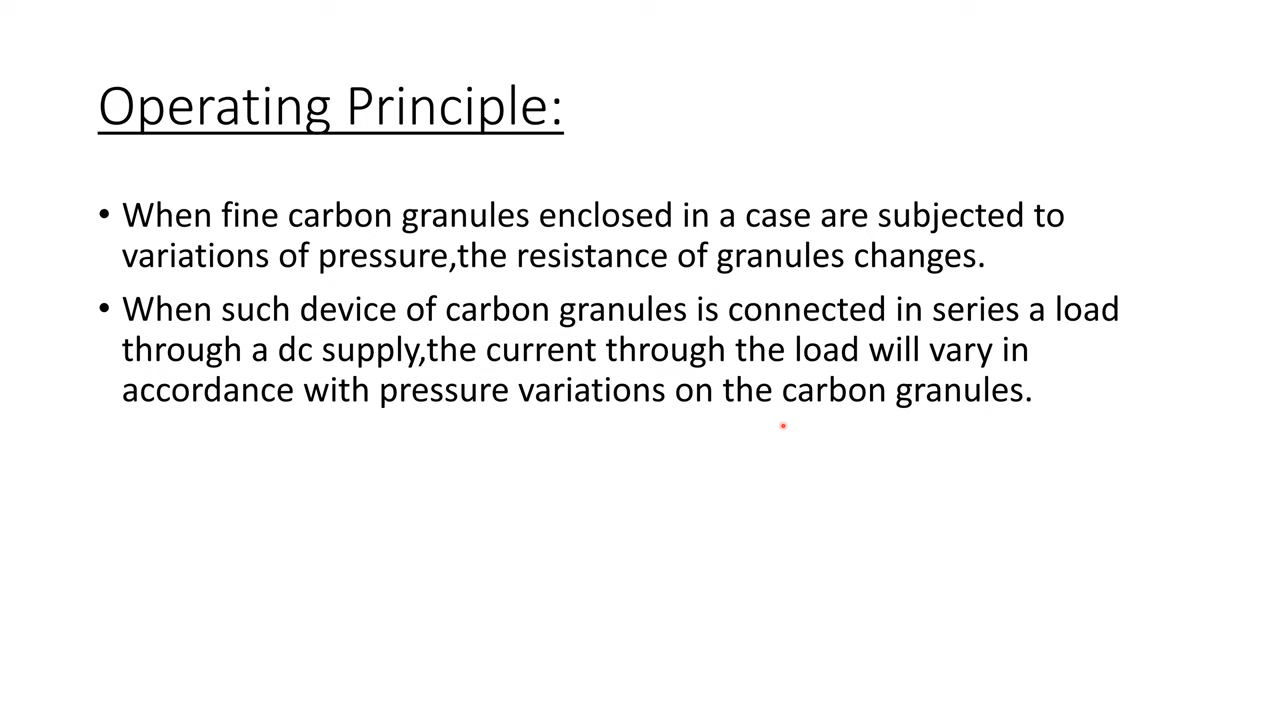 Operating Principle:
• When fine carbon granules enclosed in a case are subjected to
variations of pressure,the resistance of granules changes.
• When such device of carbon granules is connected in series a load
through a dc supply,the current through the load will vary in
accordance with pressure variations on the carbon granules.